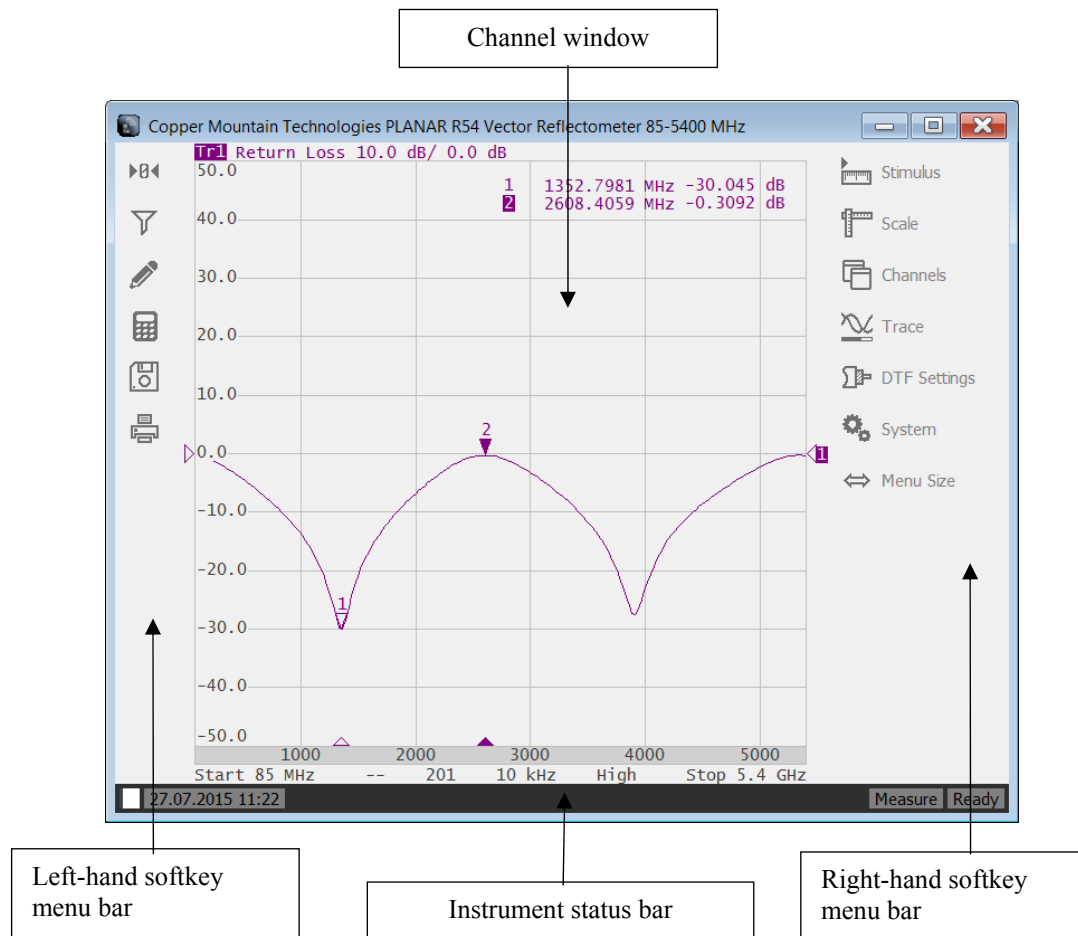 Channel window
Copper Mountain Technologies PLANAR R54 Vector Reflectometer 85-5400 MHz
Tr1 Return Loss 10.0 dB/ 0.0 dB
50.0
1 1352.7981 MHz -30.045 dB
2 2608.4059 MHz -0.3092 dB
40.0
30.0
20.0
10.0
2
0.0
1
-10.0
-20.0
1
-30.0
-40.0
-50.0
1000 2000 3000 4000 5000
Start 85 MHz -- 201 10 kHz High Stop 5.4 GHz
27.07.2015 11:22 Measure Ready
▶0◀
Stimulus
Scale
Channels
Trace
DTF Settings
System
Menu Size
Left-hand softkey
menu bar
Instrument status bar
Right-hand softkey
menu bar